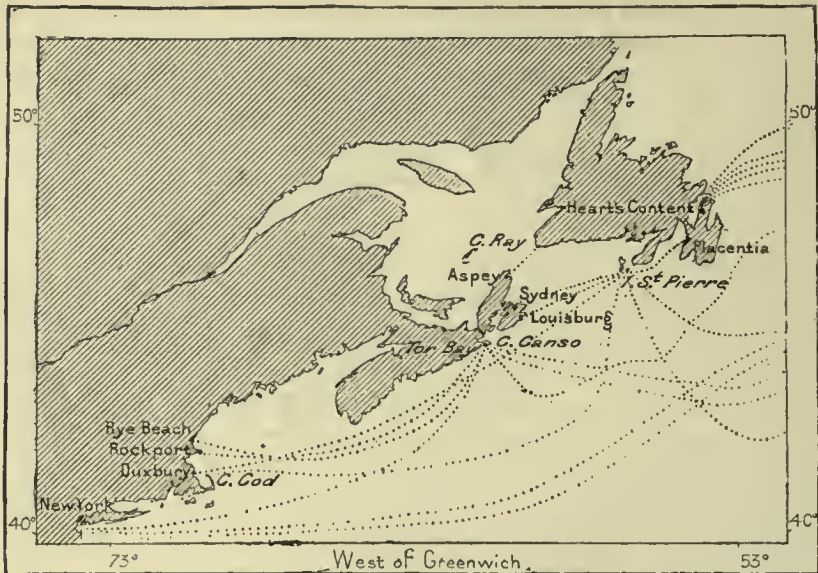 50°
50°
Heart's Content
C. Ray
Placentia
Aspey
I. St Pierre
Sydney
Louisburg
Tor Bay
C. Canso
Rye Beach
Rockport
Duxbury
C. Cod
New York
40°
40°
73°
West of Greenwich.
53°